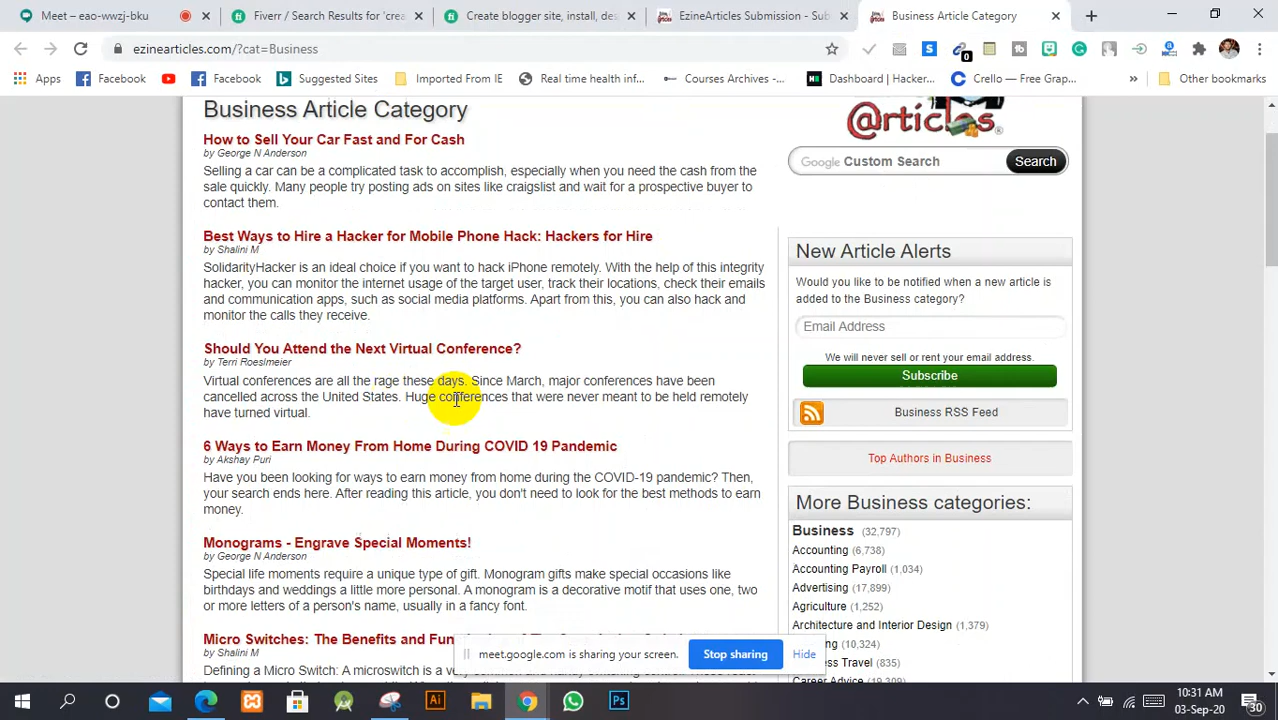 Meet – eao-wwzj-bku
Fiverr / Search Results for 'crea
Create blogger site, install, des
EzineArticles Submission - Sub
Business Article Category
ezinearticles.com/?cat=Business
0
Apps
Facebook
Facebook
Suggested Sites
Imported From IE
Real time health inf...
Courses Archives -...
Dashboard | Hacker...
Crello — Free Grap...
»
Other bookmarks
Business Article Category
@rticles®
How to Sell Your Car Fast and For Cash
by George N Anderson
Selling a car can be a complicated task to accomplish, especially when you need the cash from the
sale quickly. Many people try posting ads on sites like craigslist and wait for a prospective buyer to
contact them.
Google Custom Search
Search
Best Ways to Hire a Hacker for Mobile Phone Hack: Hackers for Hire
by Shalini M
SolidarityHacker is an ideal choice if you want to hack iPhone remotely. With the help of this integrity
hacker, you can monitor the internet usage of the target user, track their locations, check their emails
and communication apps, such as social media platforms. Apart from this, you can also hack and
monitor the calls they receive.
Should You Attend the Next Virtual Conference?
by Terri Roeslmeier
Virtual conferences are all the rage these days. Since March, major conferences have been
cancelled across the United States. Huge conferences that were never meant to be held remotely
have turned virtual.
6 Ways to Earn Money From Home During COVID 19 Pandemic
by Akshay Puri
Have you been looking for ways to earn money from home during the COVID-19 pandemic? Then,
your search ends here. After reading this article, you don't need to look for the best methods to earn
money.
Monograms - Engrave Special Moments!
by George N Anderson
Special life moments require a unique type of gift. Monogram gifts make special occasions like
birthdays and weddings a little more personal. A monogram is a decorative motif that uses one, two
or more letters of a person's name, usually in a fancy font.
Micro Switches: The Benefits and Fun
by Shalini M
Defining a Micro Switch: A microswitch is a very
New Article Alerts
Would you like to be notified when a new article is
added to the Business category?
Email Address
We will never sell or rent your email address.
Subscribe
Business RSS Feed
Top Authors in Business
More Business categories:
Business (32,797)
Accounting (6,738)
Accounting Payroll (1,034)
Advertising (17,899)
Agriculture (1,252)
Architecture and Interior Design (1,379)
ing (10,324)
ess Travel (835)
Career Advice (19,309)
meet.google.com is sharing your screen.
Stop sharing
Hide
Ai
Ps
10:31 AM
03-Sep-20
30